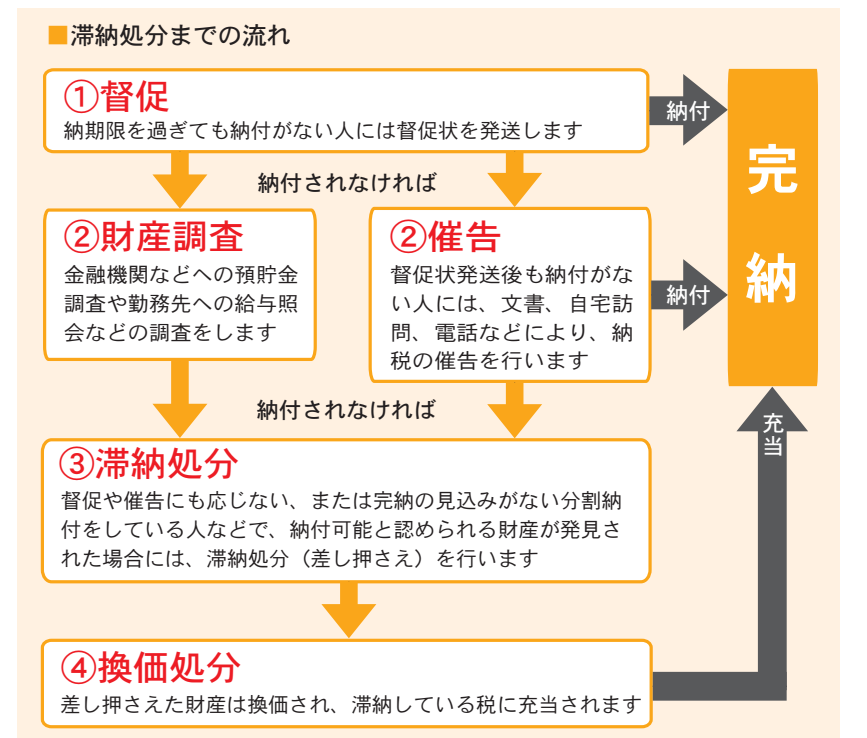 ■滞納処分までの流れ
①督促
納期限を過ぎても納付がない人には督促状を発送します
納付
完納
納付されなければ
②財産調査
金融機関などへの預貯金
調査や勤務先への給与照
会などの調査をします
②催告
督促状発送後も納付がな
い人には、文書、自宅訪
問、電話などにより、納
税の催告を行います
納付
納付されなければ
充当
③滞納処分
督促や催告にも応じない、または完納の見込みがない分割納
付をしている人などで、納付可能と認められる財産が発見さ
れた場合には、滞納処分（差し押さえ）を行います
④換価処分
差し押さえた財産は換価され、滞納している税に充当されます